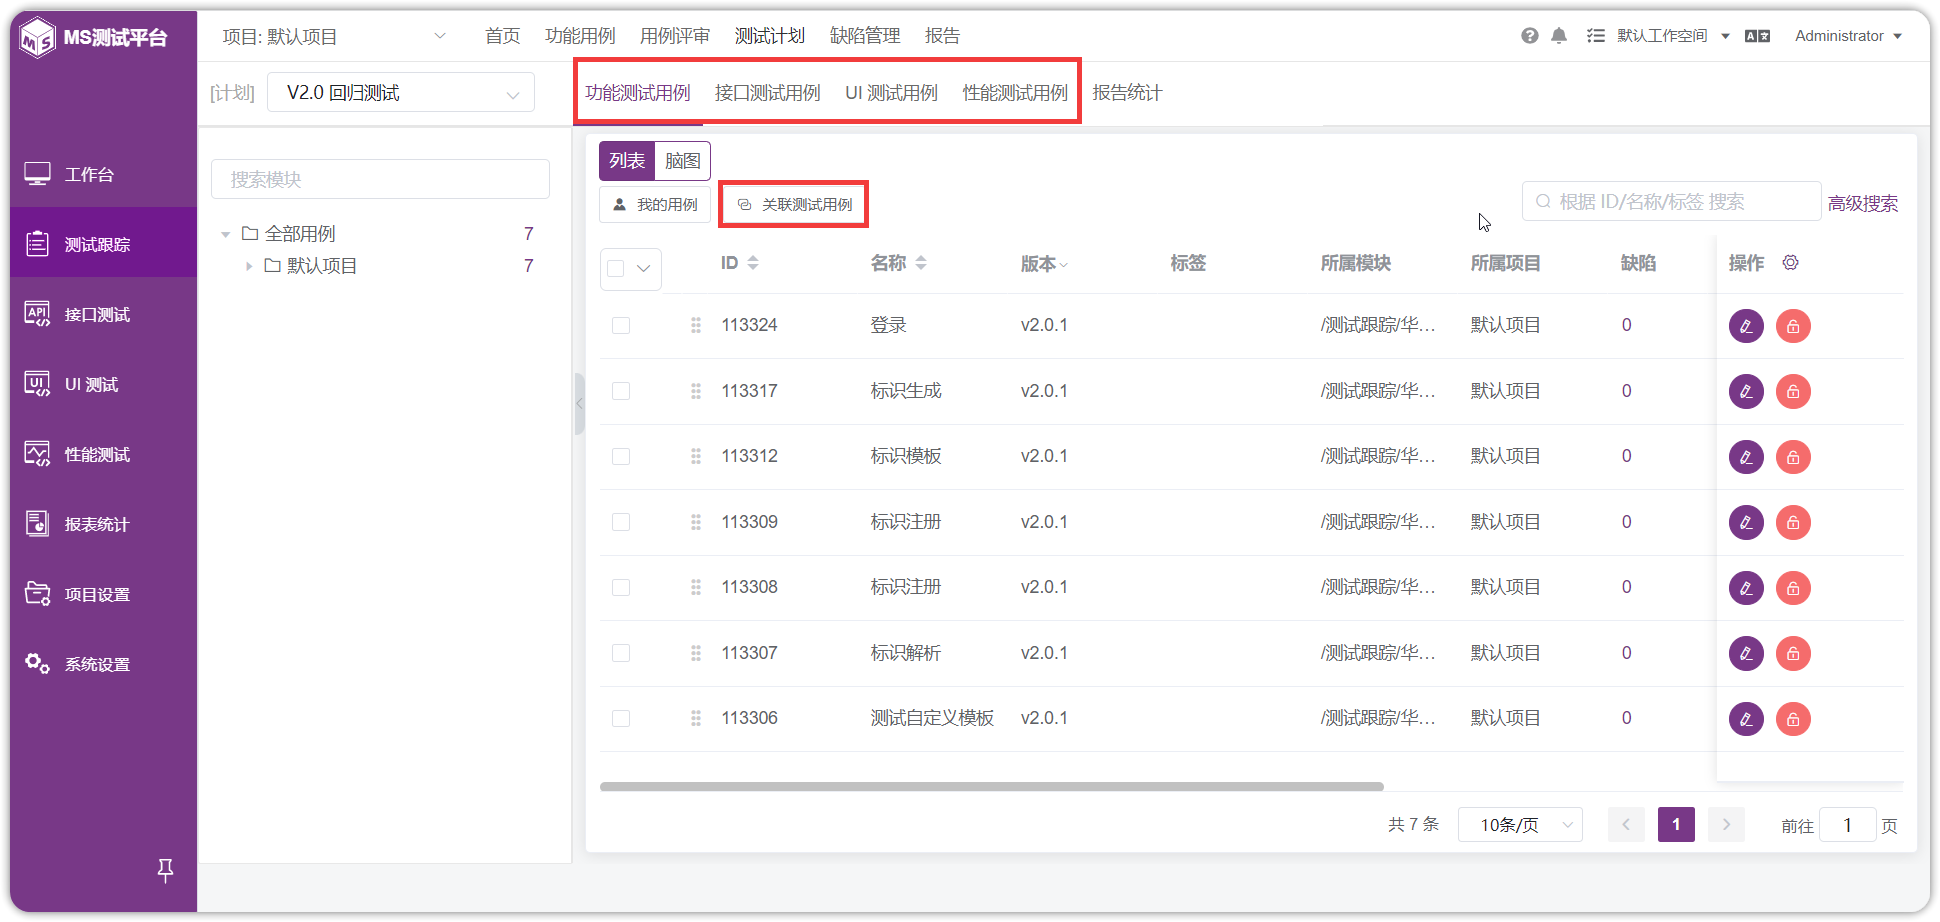 MS测试平台
项目: 默认项目
首页 功能用例 用例评审 测试计划 缺陷管理 报告
默认工作空间
Administrator
[计划] V2.0 回归测试
功能测试用例 接口测试用例 UI 测试用例 性能测试用例 报告统计
工作台
测试跟踪
接口测试
UI 测试
性能测试
报表统计
项目设置
系统设置
搜索模块
全部用例 7
默认项目 7
列表 脑图
我的用例 关联测试用例
根据 ID/名称/标签 搜索 高级搜索
ID 名称 版本 标签 所属模块 所属项目 缺陷 操作
113324 登录 v2.0.1 /测试跟踪/华... 默认项目 0
113317 标识生成 v2.0.1 /测试跟踪/华... 默认项目 0
113312 标识模板 v2.0.1 /测试跟踪/华... 默认项目 0
113309 标识注册 v2.0.1 /测试跟踪/华... 默认项目 0
113308 标识注册 v2.0.1 /测试跟踪/华... 默认项目 0
113307 标识解析 v2.0.1 /测试跟踪/华... 默认项目 0
113306 测试自定义模板 v2.0.1 /测试跟踪/华... 默认项目 0
共 7 条 10条/页 1 前往 1 页